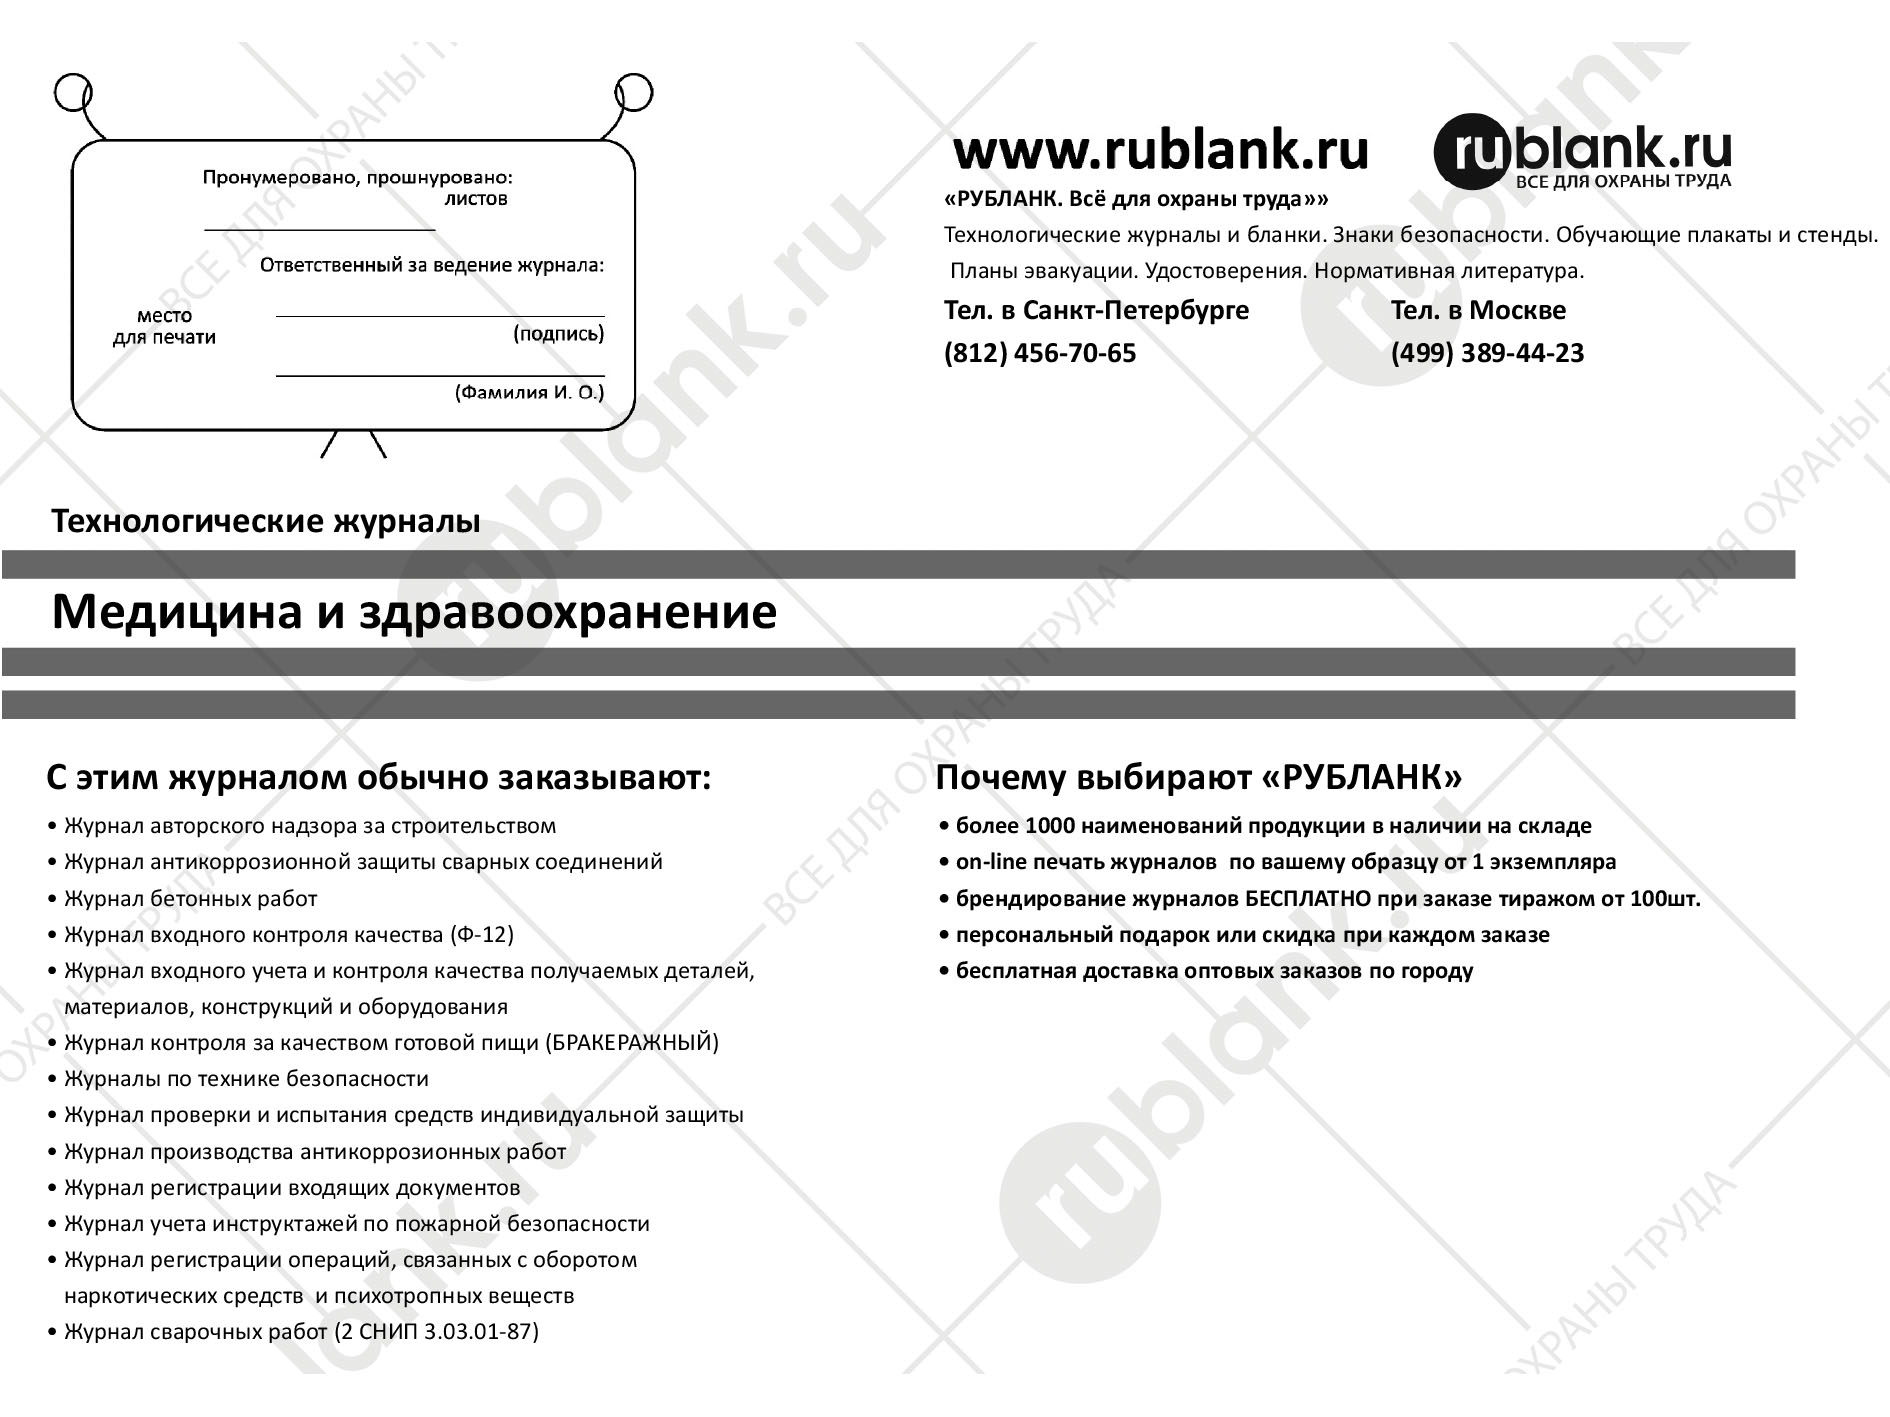 Пронумеровано, прошнуровано:
листов
Ответственный за ведение журнала:
место
для печати
(подпись)
(Фамилия И. О.)
www.rublank.ru
rublank.ru
ВСЕ ДЛЯ ОХРАНЫ ТРУДА
«РУБЛАНК. Всё для охраны труда»»
Технологические журналы и бланки. Знаки безопасности. Обучающие плакаты и стенды.
Планы эвакуации. Удостоверения. Нормативная литература.
Тел. в Санкт-Петербурге
(812) 456-70-65
Тел. в Москве
(499) 389-44-23
Технологические журналы
Медицина и здравоохранение
С этим журналом обычно заказывают:
• Журнал авторского надзора за строительством
• Журнал антикоррозионной защиты сварных соединений
• Журнал бетонных работ
• Журнал входного контроля качества (Ф-12)
• Журнал входного учета и контроля качества получаемых деталей,
материалов, конструкций и оборудования
• Журнал контроля за качеством готовой пищи (БРАКЕРАЖНЫЙ)
• Журналы по технике безопасности
• Журнал проверки и испытания средств индивидуальной защиты
• Журнал производства антикоррозионных работ
• Журнал регистрации входящих документов
• Журнал учета инструктажей по пожарной безопасности
• Журнал регистрации операций, связанных с оборотом
наркотических средств  и психотропных веществ
• Журнал сварочных работ (2 СНИП 3.03.01-87)
Почему выбирают «РУБЛАНК»
• более 1000 наименований продукции в наличии на складе
• on-line печать журналов  по вашему образцу от 1 экземпляра
• брендирование журналов БЕСПЛАТНО при заказе тиражом от 100шт.
• персональный подарок или скидка при каждом заказе
• бесплатная доставка оптовых заказов по городу